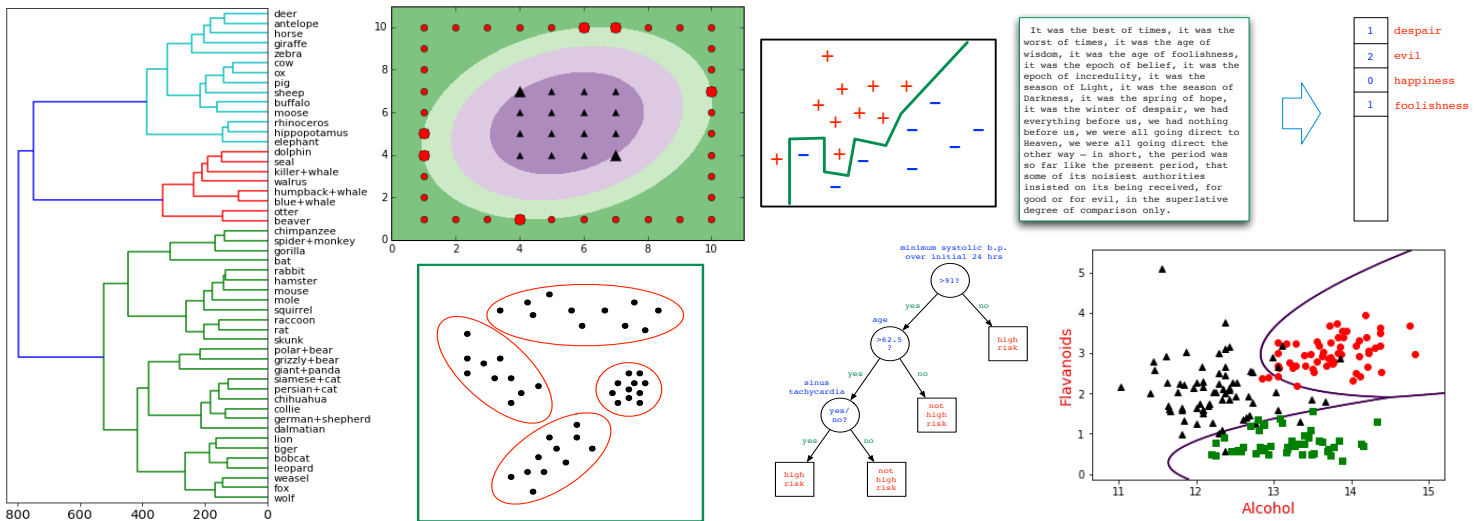 deer
antelope
horse
giraffe
zebra
cow
ox
pig
sheep
buffalo
moose
rhinoceros
hippopotamus
elephant
dolphin
seal
killer+whale
walrus
humpback+whale
blue+whale
otter
beaver
chimpanzee
spider+monkey
gorilla
bat
rabbit
hamster
mouse
mole
squirrel
raccoon
rat
skunk
polar+bear
grizzly+bear
giant+panda
siamese+cat
persian+cat
chihuahua
collie
german+shepherd
dalmatian
lion
tiger
bobcat
leopard
weasel
fox
wolf
800 600 400 200 0
10
8
6
4
2
0
0 2 4 6 8 10
It was the best of times, it was the
worst of times, it was the age of
wisdom, it was the age of foolishness,
it was the epoch of belief, it was the
epoch of incredulity, it was the
season of Light, it was the season of
Darkness, it was the spring of hope,
it was the winter of despair, we had
everything before us, we had nothing
before us, we were all going direct to
Heaven, we were all going direct the
other way – in short, the period was
so far like the present period, that
some of its noisiest authorities
insisted on its being received, for
good or for evil, in the superlative
degree of comparison only.
1 despair
2 evil
0 happiness
1 foolishness
minimum systolic b.p.
over initial 24 hrs
>91?
yes no
age
>62.5
?
high
risk
yes no
sinus
tachycardia
yes/
no?
not
high
risk
yes no
high
risk
not
high
risk
5
4
3
2
1
0
Flavanoids
11 12 13 14 15
Alcohol